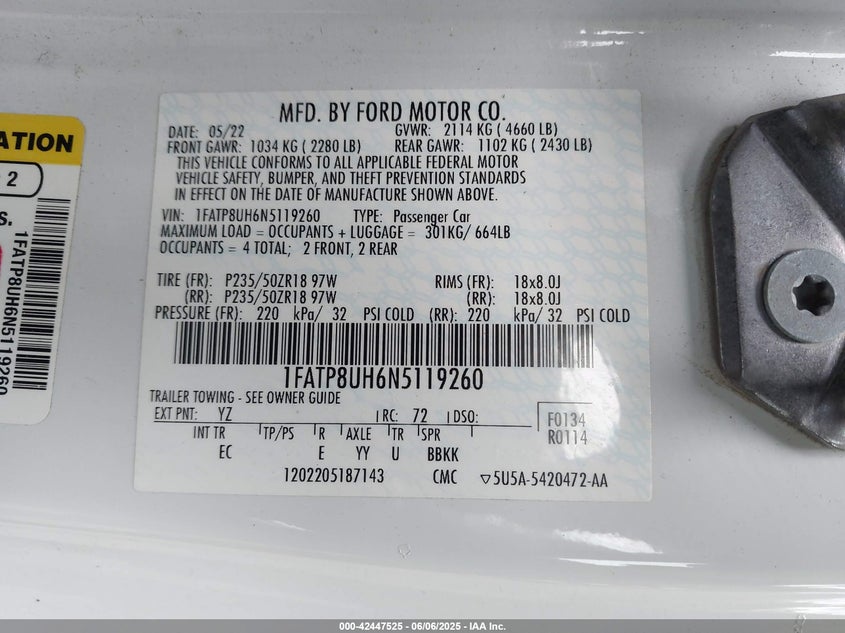 ATION
2
S.
1FATP8UH6N5119260
MFD. BY FORD MOTOR CO.
DATE: 05/22 GVWR: 2114 KG ( 4660 LB)
FRONT GAWR: 1034 KG ( 2280 LB) REAR GAWR: 1102 KG ( 2430 LB)
THIS VEHICLE CONFORMS TO ALL APPLICABLE FEDERAL MOTOR
VEHICLE SAFETY, BUMPER, AND THEFT PREVENTION STANDARDS
IN EFFECT ON THE DATE OF MANUFACTURE SHOWN ABOVE.
VIN: 1FATP8UH6N5119260 TYPE: Passenger Car
MAXIMUM LOAD = OCCUPANTS + LUGGAGE = 301KG/ 664LB
OCCUPANTS = 4 TOTAL; 2 FRONT, 2 REAR
TIRE (FR): P235/50ZR18 97W RIMS (FR): 18x8.0J
(RR): P235/50ZR18 97W (RR): 18x8.0J
PRESSURE (FR): 220 kPa/ 32 PSI COLD (RR): 220 kPa/ 32 PSI COLD
1FATP8UH6N5119260
TRAILER TOWING - SEE OWNER GUIDE
EXT PNT: YZ RC: 72 DSO: F0134
INT TR TP/PS R AXLE TR SPR R0114
EC E YY U BBKK
1202205187143 CMC ▽5U5A-5420472-AA
000-42447525 - 06/06/2025 - IAA Inc.